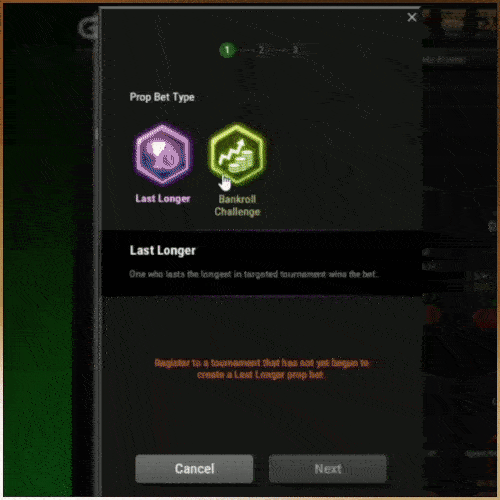 G
×
1 2 3
Prop Bet Type
Last Longer
Bankroll
Challenge
Last Longer
One who lasts the longest in targeted tournament wins the bet.
Register to a tournament that has not yet begun to
create a Last Longer prop bet
Cancel
Next